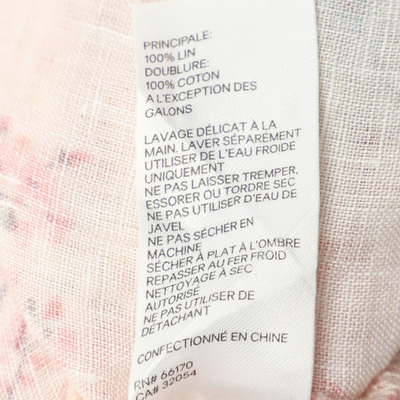 PRINCIPALE:
100% LIN
DOUBLURE:
100% COTON
A L'EXCEPTION DES
GALONS
LAVAGE DÉLICAT À LA
MAIN. LAVER SÉPARÉMENT
UTILISER DE L'EAU FROIDE
UNIQUEMENT
NE PAS LAISSER TREMPER,
ESSORER OU TORDRE SEC
NE PAS UTILISER D'EAU DE
JAVEL
NE PAS SÉCHER EN
MACHINE
SÉCHER À PLAT À L'OMBRE
REPASSER AU FER FROID
NETTOYAGE À SEC
AUTORISÉ
NE PAS UTILISER DE
DÉTACHANT
CONFECTIONNÉ EN CHINE
RN# 66170
CA# 32054